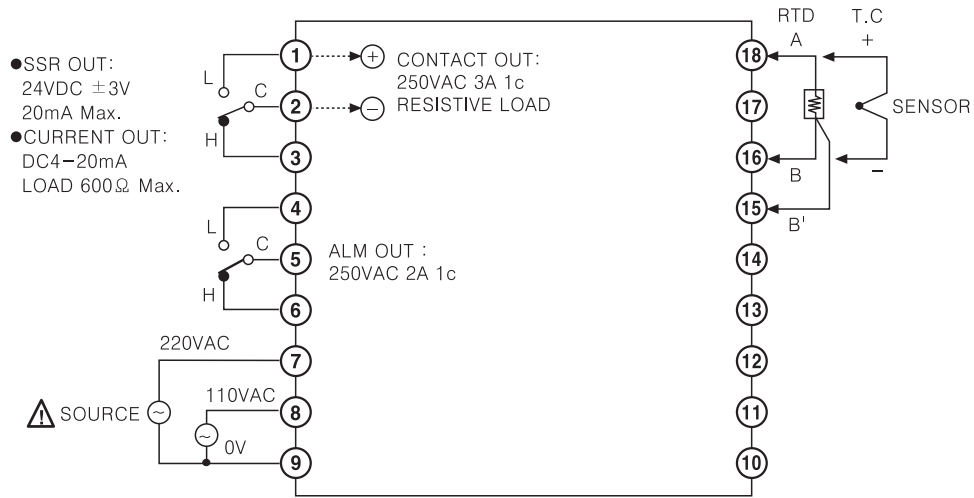 ●SSR OUT:
24VDC ±3V
20mA Max.
●CURRENT OUT:
DC4-20mA
LOAD 600Ω Max.
L
C
H
1
2
3
+
−
CONTACT OUT:
250VAC 3A 1c
RESISTIVE LOAD
L
C
H
4
5
6
ALM OUT :
250VAC 2A 1c
220VAC
7
110VAC
8
⚠ SOURCE ~
~
0V
9
RTD
T.C
A
+
18
17
SENSOR
16
B
−
15
B'
14
13
12
11
10